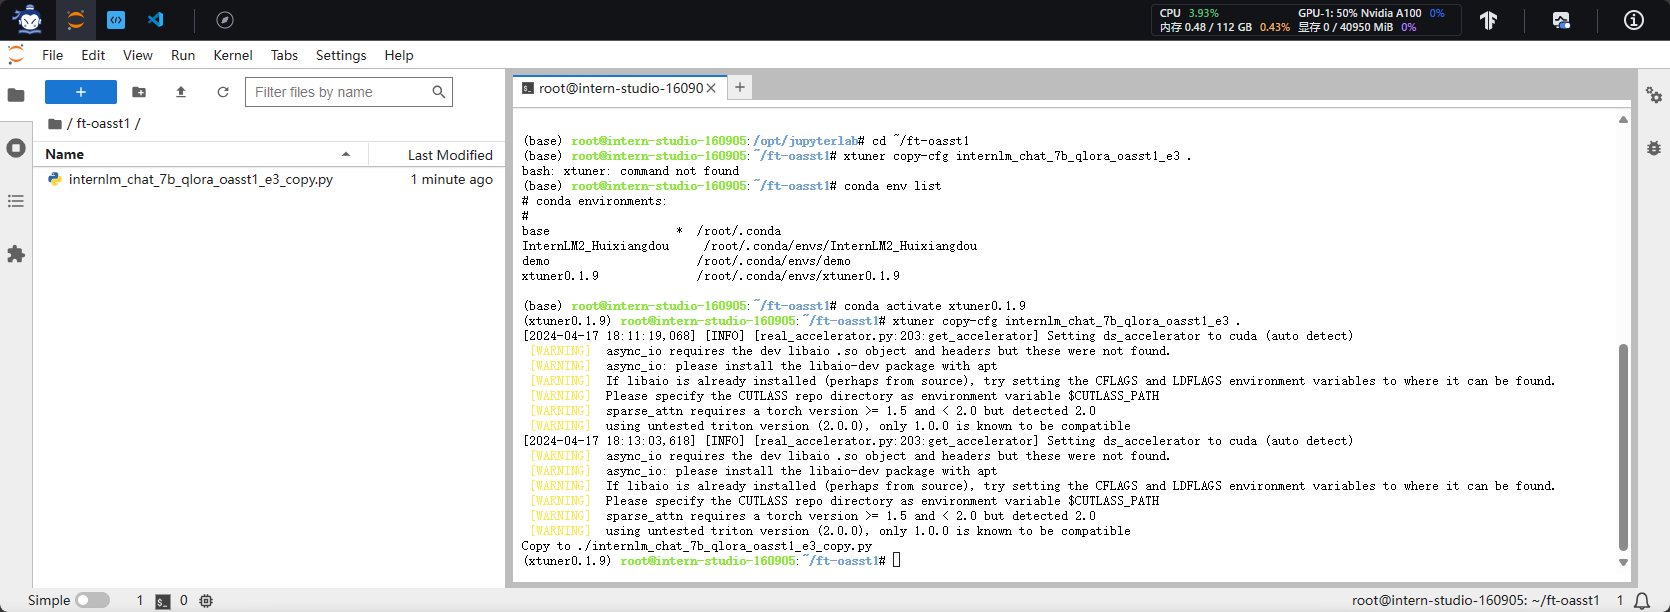 CPU 3.93% GPU-1: 50% Nvidia A100 0%
内存 0.48 / 112 GB 0.43% 显存 0 / 40950 MiB 0%
File Edit View Run Kernel Tabs Settings Help
+
Filter files by name
/ ft-oasst1 /
Name Last Modified
internlm_chat_7b_qlora_oasst1_e3_copy.py 1 minute ago
root@intern-studio-16090
(base) root@intern-studio-160905:/opt/jupyterlab# cd ~/ft-oasst1
(base) root@intern-studio-160905:~/ft-oasst1# xtuner copy-cfg internlm_chat_7b_qlora_oasst1_e3 .
bash: xtuner: command not found
(base) root@intern-studio-160905:~/ft-oasst1# conda env list
# conda environments:
#
base * /root/.conda
InternLM2_Huixiangdou /root/.conda/envs/InternLM2_Huixiangdou
demo /root/.conda/envs/demo
xtuner0.1.9 /root/.conda/envs/xtuner0.1.9
(base) root@intern-studio-160905:~/ft-oasst1# conda activate xtuner0.1.9
(xtuner0.1.9) root@intern-studio-160905:~/ft-oasst1# xtuner copy-cfg internlm_chat_7b_qlora_oasst1_e3 .
[2024-04-17 18:11:19,068] [INFO] [real_accelerator.py:203:get_accelerator] Setting ds_accelerator to cuda (auto detect)
[WARNING] async_io requires the dev libaio .so object and headers but these were not found.
[WARNING] async_io: please install the libaio-dev package with apt
[WARNING] If libaio is already installed (perhaps from source), try setting the CFLAGS and LDFLAGS environment variables to where it can be found.
[WARNING] Please specify the CUTLASS repo directory as environment variable $CUTLASS_PATH
[WARNING] sparse_attn requires a torch version >= 1.5 and < 2.0 but detected 2.0
[WARNING] using untested triton version (2.0.0), only 1.0.0 is known to be compatible
[2024-04-17 18:13:03,618] [INFO] [real_accelerator.py:203:get_accelerator] Setting ds_accelerator to cuda (auto detect)
[WARNING] async_io requires the dev libaio .so object and headers but these were not found.
[WARNING] async_io: please install the libaio-dev package with apt
[WARNING] If libaio is already installed (perhaps from source), try setting the CFLAGS and LDFLAGS environment variables to where it can be found.
[WARNING] Please specify the CUTLASS repo directory as environment variable $CUTLASS_PATH
[WARNING] sparse_attn requires a torch version >= 1.5 and < 2.0 but detected 2.0
[WARNING] using untested triton version (2.0.0), only 1.0.0 is known to be compatible
Copy to ./internlm_chat_7b_qlora_oasst1_e3_copy.py
(xtuner0.1.9) root@intern-studio-160905:~/ft-oasst1#
Simple 1 0 root@intern-studio-160905: ~/ft-oasst1 1